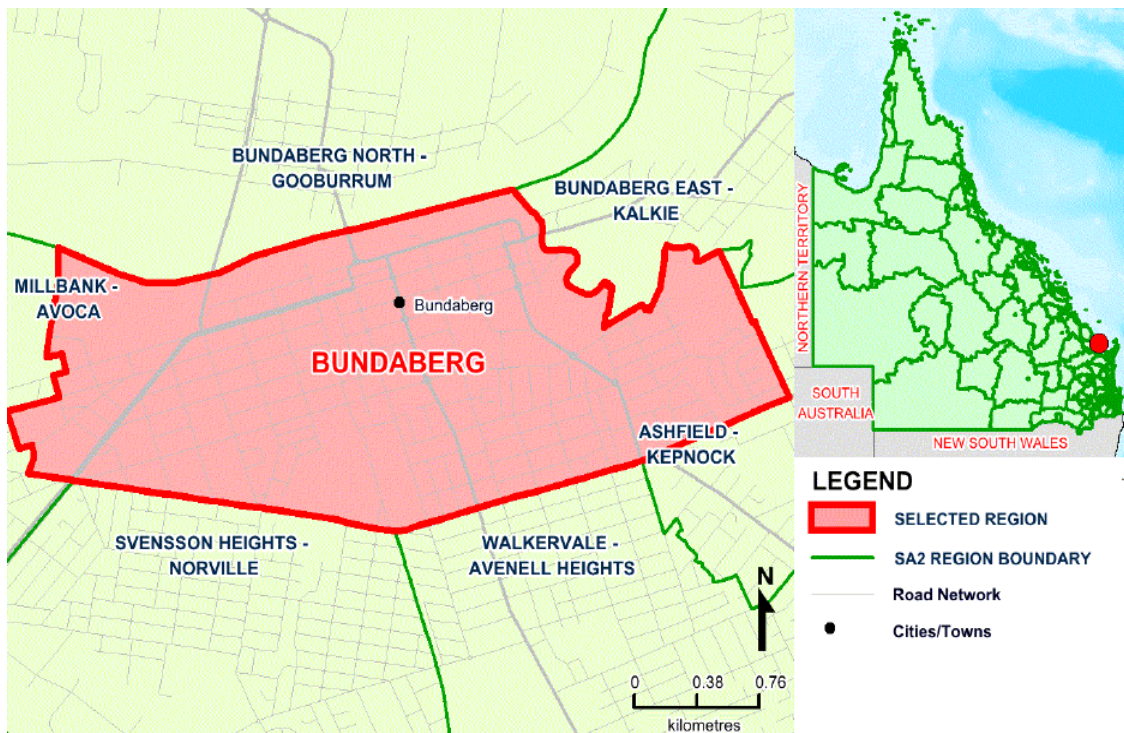 BUNDABERG NORTH -
GOOBURRUM
BUNDABERG EAST -
KALKIE
MILLBANK -
AVOCA
Bundaberg
BUNDABERG
ASHFIELD -
KEPNOCK
SVENSSON HEIGHTS -
NORVILLE
WALKERVALE -
AVENELL HEIGHTS
N
0 0.38 0.76
kilometres
NORTHERN TERRITORY
SOUTH
AUSTRALIA
NEW SOUTH WALES
LEGEND
SELECTED REGION
SA2 REGION BOUNDARY
Road Network
Cities/Towns